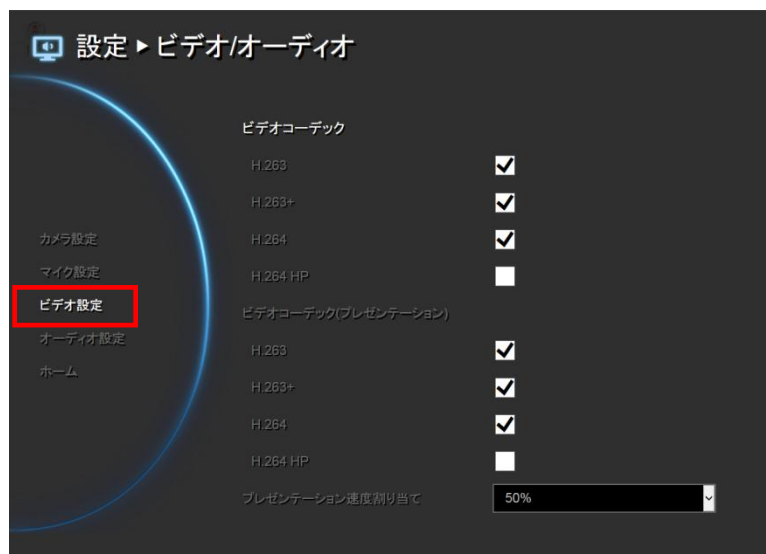 設定 ▶ ビデオ/オーディオ
カメラ設定
マイク設定
ビデオ設定
オーディオ設定
ホーム
ビデオコーデック
H.263
H.263+
H.264
H.264 HP
ビデオコーデック(プレゼンテーション)
H.263
H.263+
H.264
H.264 HP
プレゼンテーション速度割り当て 50%